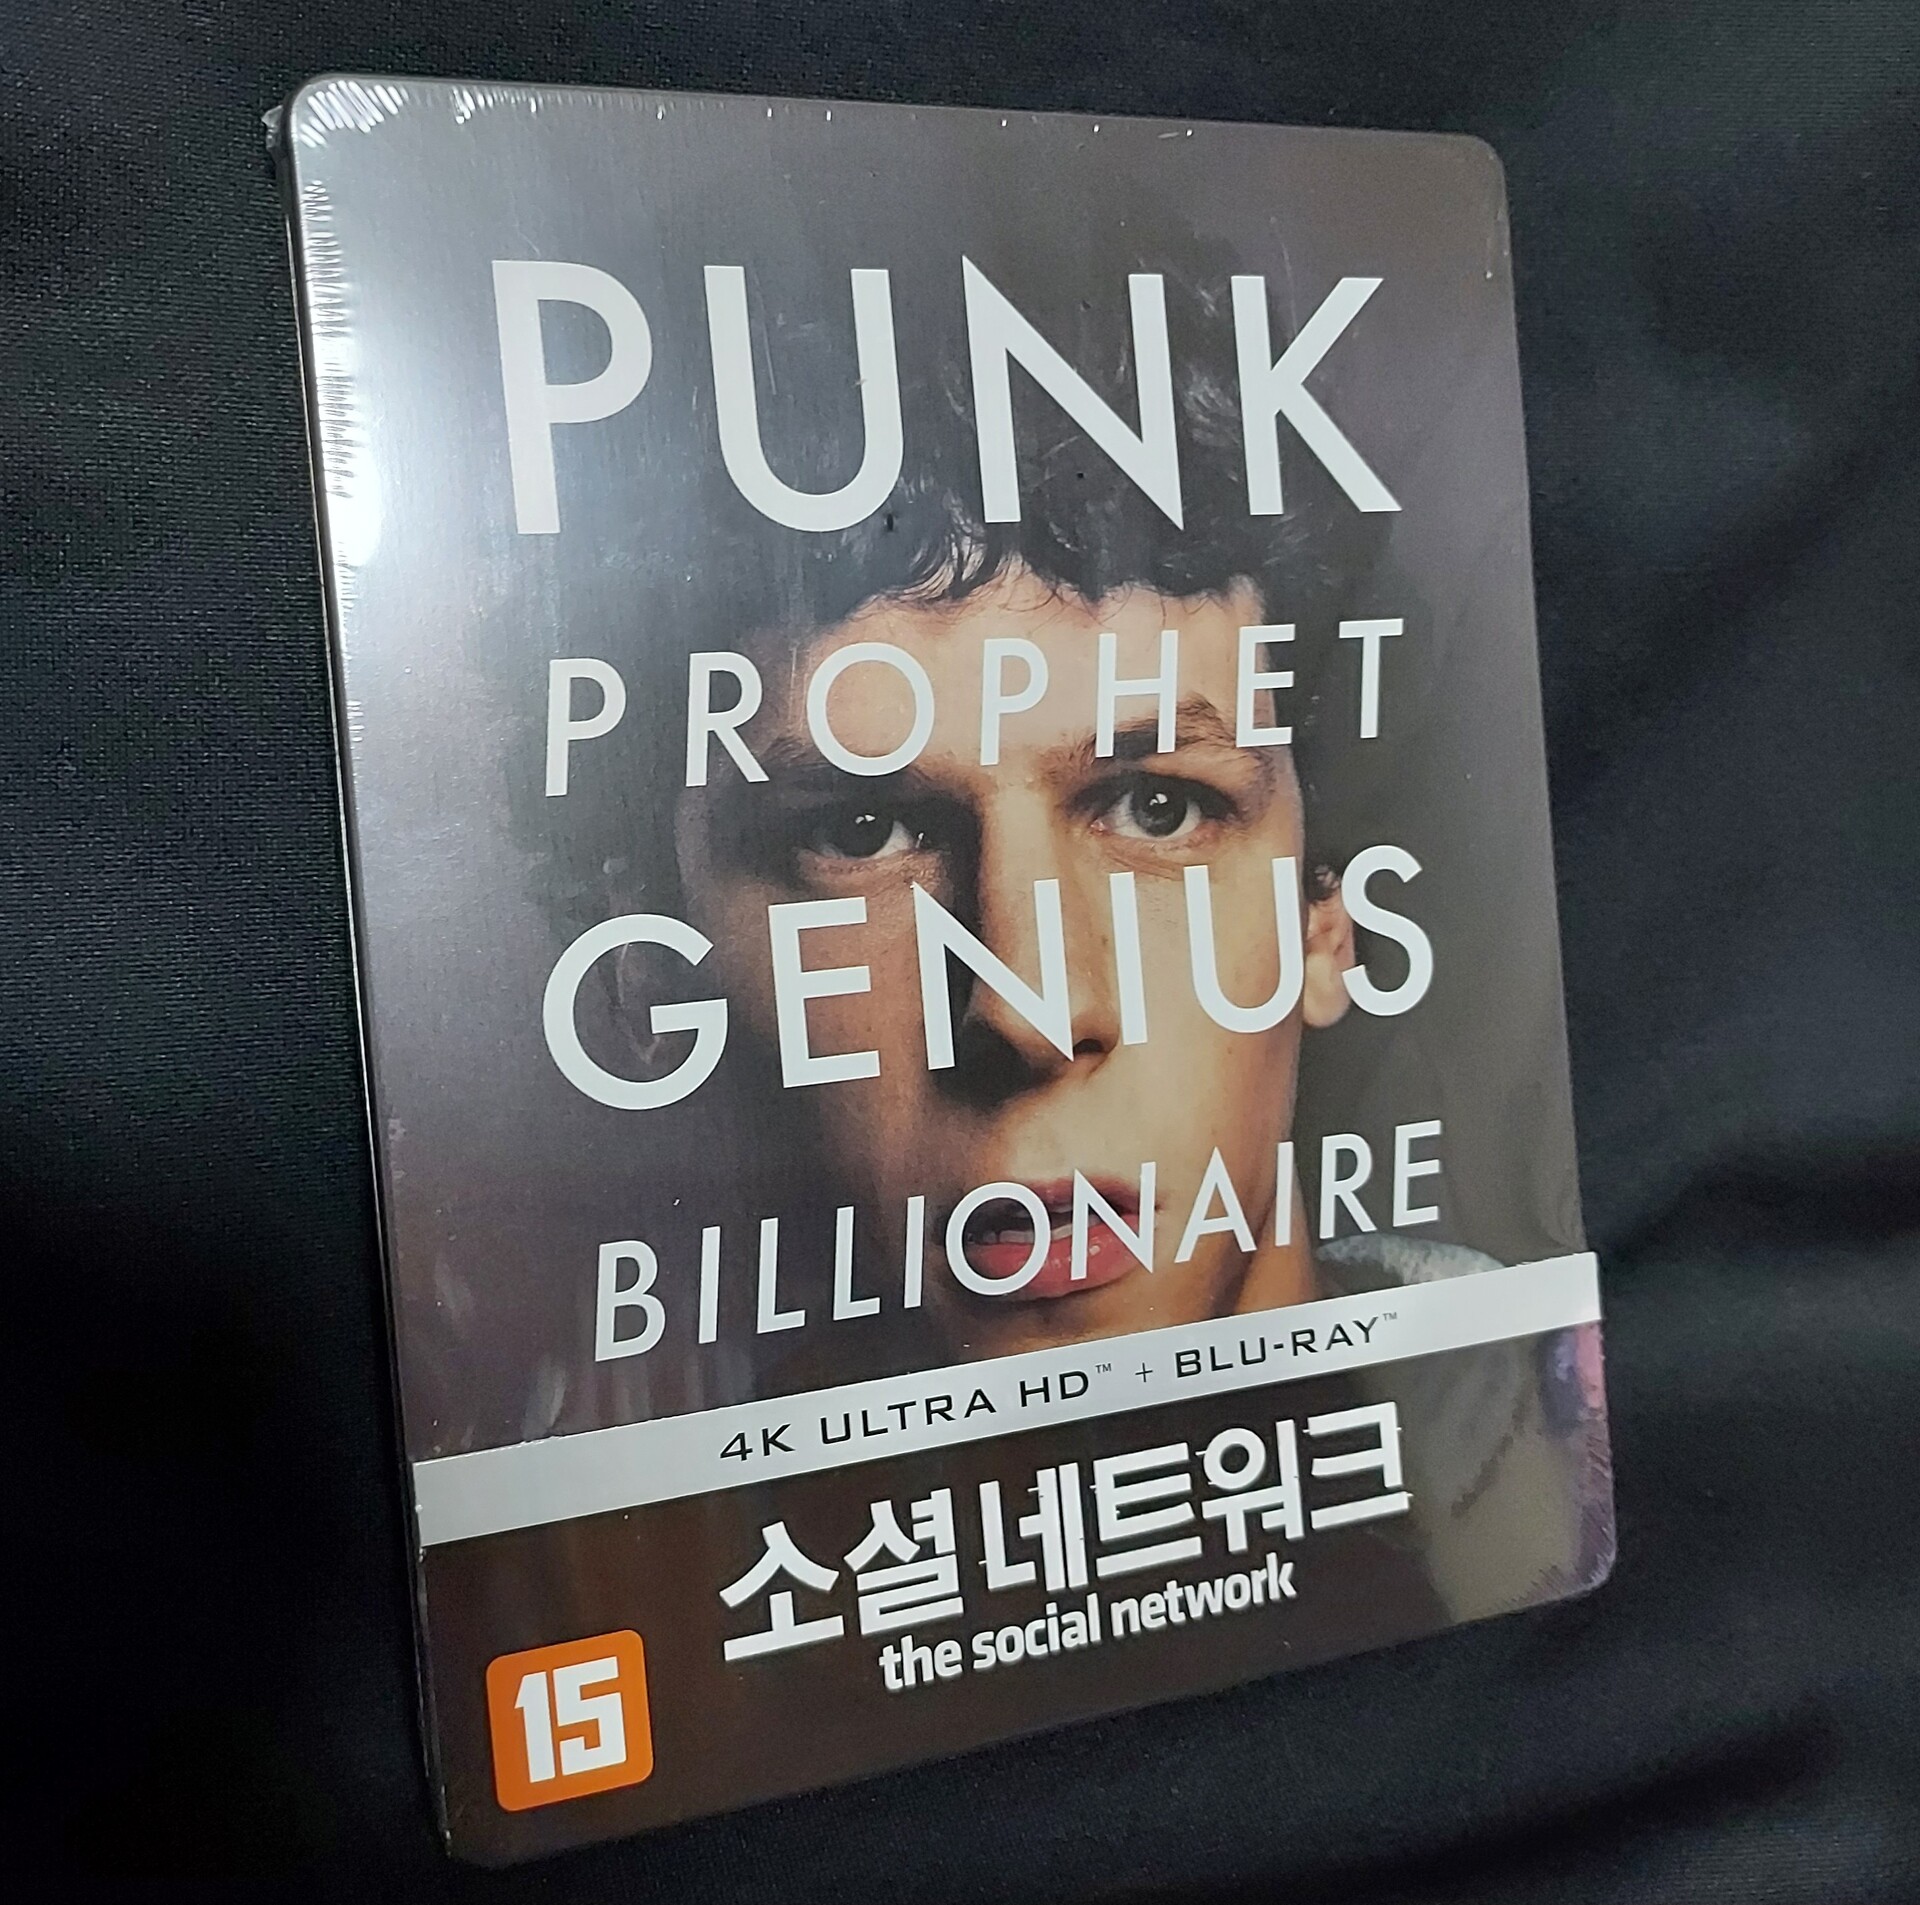 PUNK
PROPHET
GENIUS
BILLIONAIRE
4K ULTRA HD™ + BLU-RAY™
소셜 네트워크
the social network
15